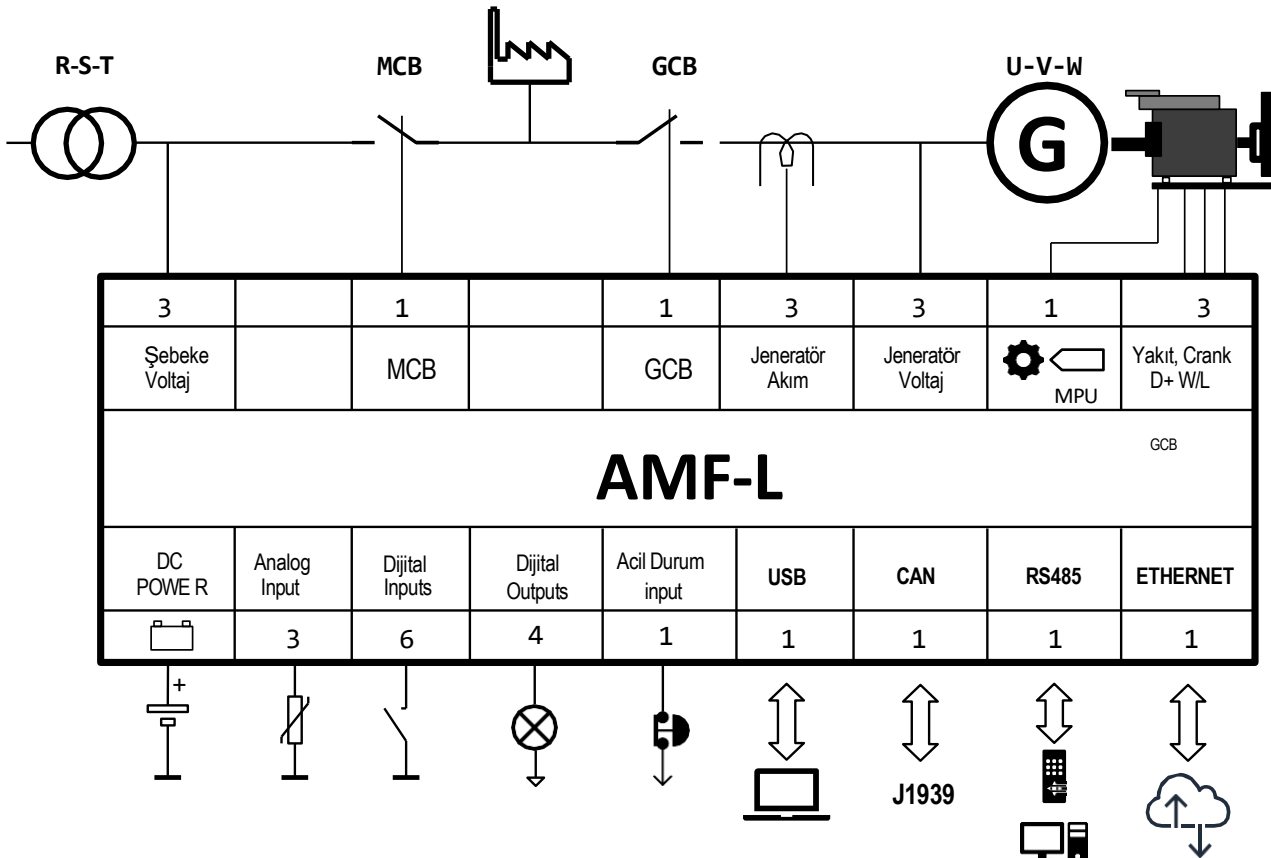 R-S-T
MCB
GCB
U-V-W
G
3
1
1
3
3
1
3
Şebeke
Voltaj
MCB
GCB
Jeneratör
Akım
Jeneratör
Voltaj
MPU
Yakıt, Crank
D+ W/L
GCB
AMF-L
DC
POWE R
Analog
Input
Dijital
Inputs
Dijital
Outputs
Acil Durum
input
USB
CAN
RS485
ETHERNET
3
6
4
1
1
1
1
1
+
J1939